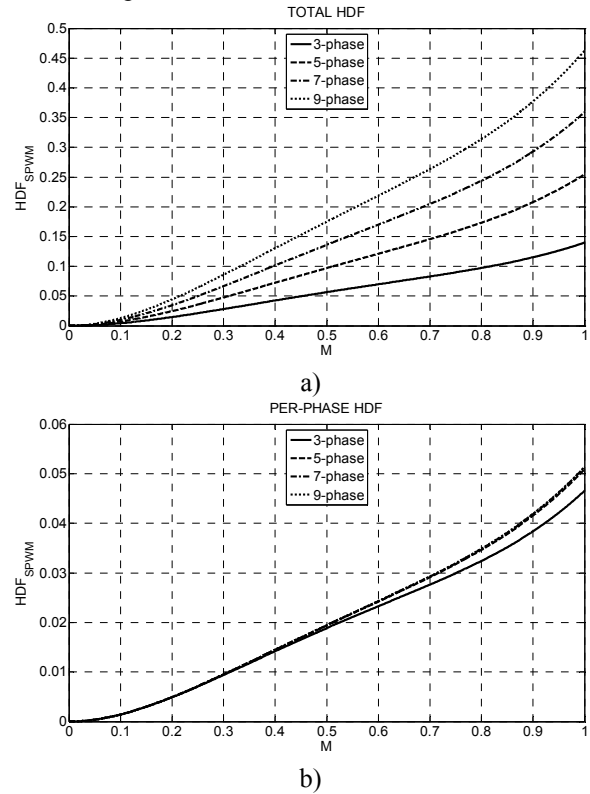 TOTAL HDF
0.5
0.45
0.4
0.35
0.3
0.25
0.2
0.15
0.1
0.05
0
HDF_SPWM
3-phase
5-phase
7-phase
9-phase
0 0.1 0.2 0.3 0.4 0.5 0.6 0.7 0.8 0.9 1
M
a)
PER-PHASE HDF
0.06
0.05
0.04
0.03
0.02
0.01
0
HDF_SPWM
3-phase
5-phase
7-phase
9-phase
0 0.1 0.2 0.3 0.4 0.5 0.6 0.7 0.8 0.9 1
M
b)